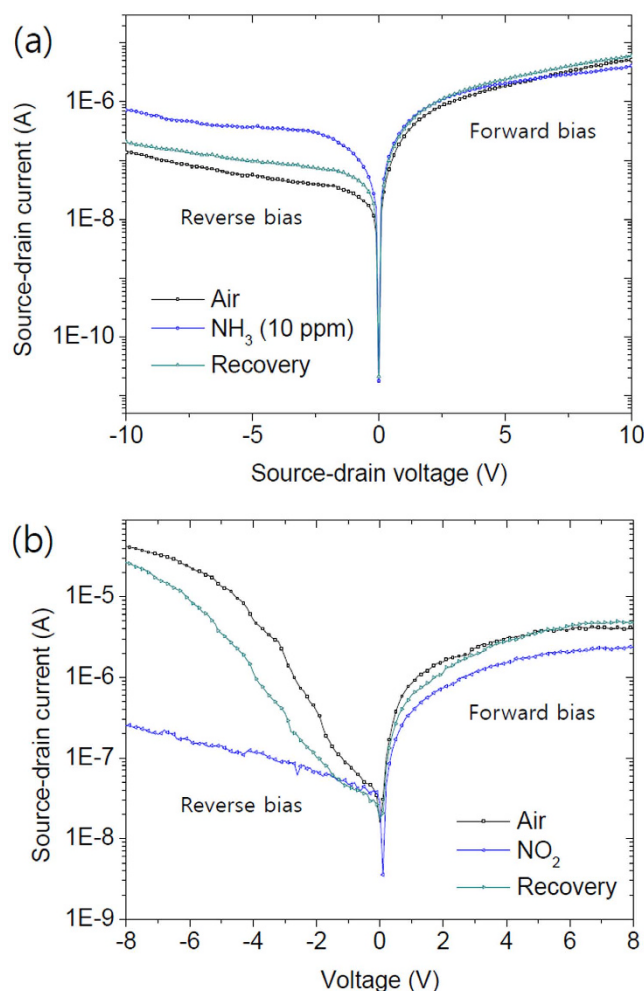 (a)
Source-drain current (A)
1E-6
1E-8
1E-10
Forward bias
Reverse bias
Air
NH₃ (10 ppm)
Recovery
-10 -5 0 5 10
Source-drain voltage (V)
(b)
Source-drain current (A)
1E-5
1E-6
1E-7
1E-8
1E-9
Forward bias
Reverse bias
Air
NO₂
Recovery
-8 -6 -4 -2 0 2 4 6 8
Voltage (V)